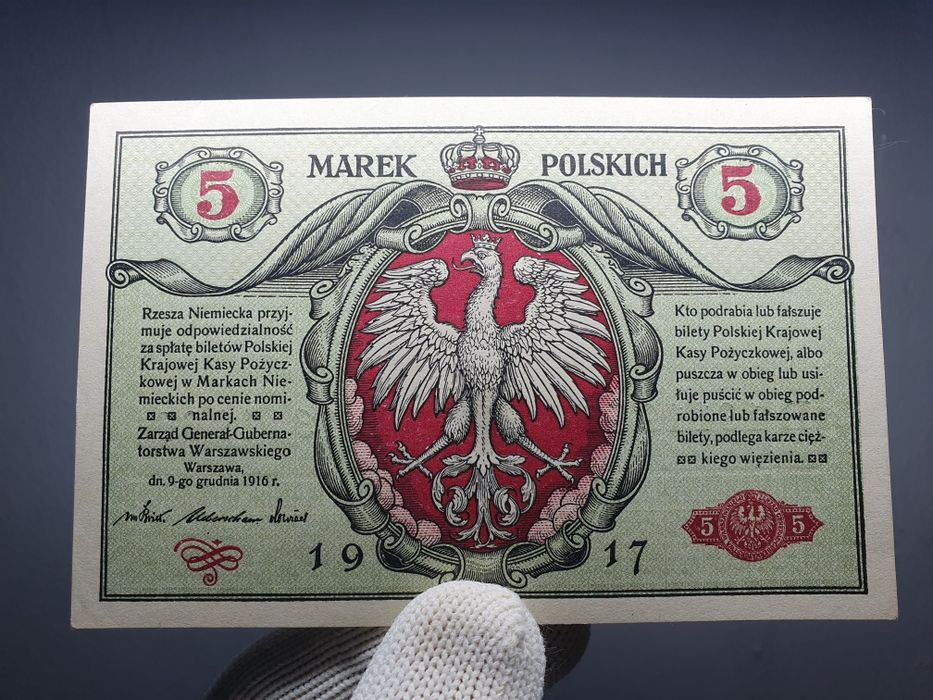 5 MAREK POLSKICH 5
Rzesza Niemiecka przyj-
muje odpowiedzialność
za spłatę biletów Polskiej
Krajowej Kasy Pożycz-
kowej w Markach Nie-
mieckich po cenie nomi-
nalnej.
Zarząd Generał-Guberna-
torstwa Warszawskiego
Warszawa,
dn. 9-go grudnia 1916 r.
Kto podrabia lub fałszuje
bilety Polskiej Krajowej
Kasy Pożyczkowej, albo
puszcza w obieg lub usi-
łuje puścić w obieg pod-
robione lub fałszowane
bilety, podlega karze cięż-
kiego więzienia.
5 5
1917